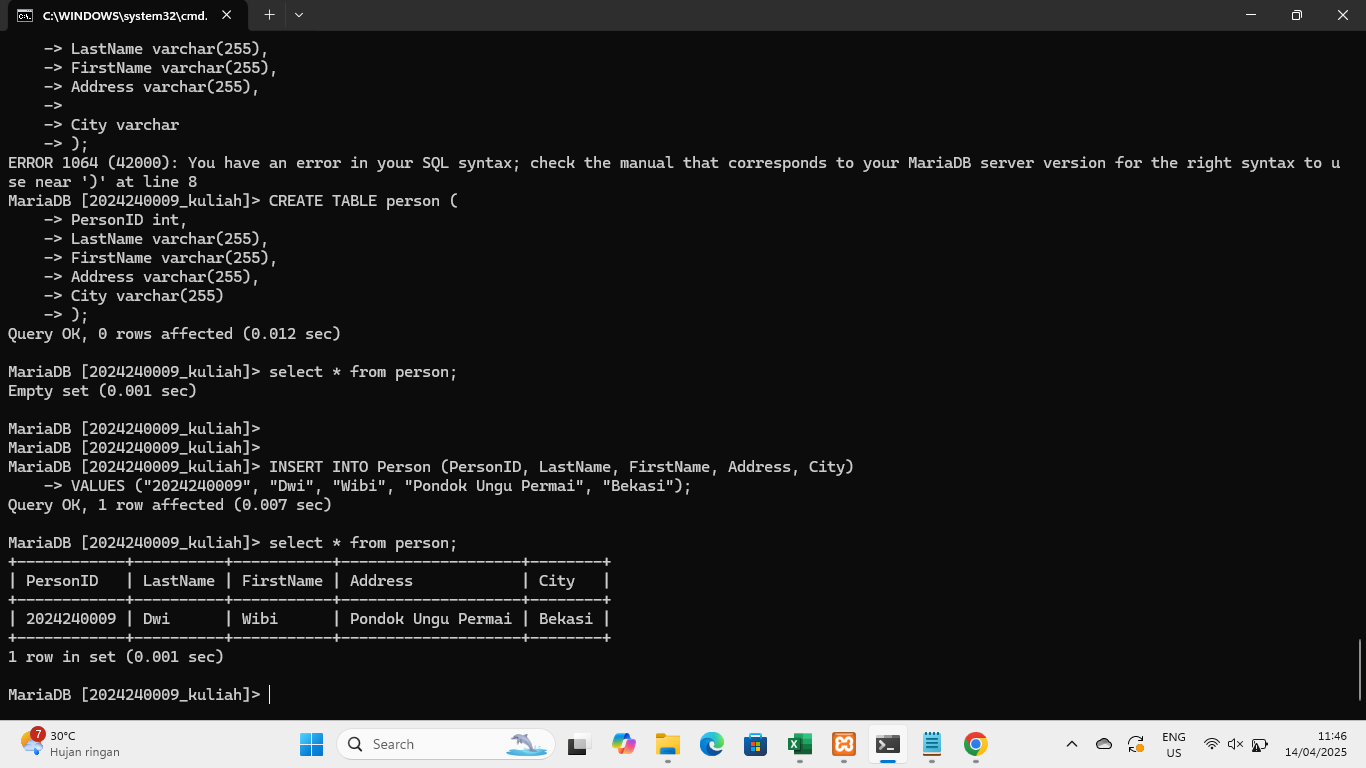 C:\WINDOWS\system32\cmd.
-> LastName varchar(255),
-> FirstName varchar(255),
-> Address varchar(255),
->
-> City varchar
-> );
ERROR 1064 (42000): You have an error in your SQL syntax; check the manual that corresponds to your MariaDB server version for the right syntax to u
se near ')' at line 8
MariaDB [2024240009_kuliah]> CREATE TABLE person (
-> PersonID int,
-> LastName varchar(255),
-> FirstName varchar(255),
-> Address varchar(255),
-> City varchar(255)
-> );
Query OK, 0 rows affected (0.012 sec)
MariaDB [2024240009_kuliah]> select * from person;
Empty set (0.001 sec)
MariaDB [2024240009_kuliah]>
MariaDB [2024240009_kuliah]>
MariaDB [2024240009_kuliah]> INSERT INTO Person (PersonID, LastName, FirstName, Address, City)
-> VALUES ("2024240009", "Dwi", "Wibi", "Pondok Ungu Permai", "Bekasi");
Query OK, 1 row affected (0.007 sec)
MariaDB [2024240009_kuliah]> select * from person;
+------------+----------+-----------+--------------------+--------+
| PersonID   | LastName | FirstName | Address            | City   |
+------------+----------+-----------+--------------------+--------+
| 2024240009 | Dwi      | Wibi      | Pondok Ungu Permai | Bekasi |
+------------+----------+-----------+--------------------+--------+
1 row in set (0.001 sec)
MariaDB [2024240009_kuliah]>
7
30°C
Hujan ringan
Search
ENG
US
11:46
14/04/2025